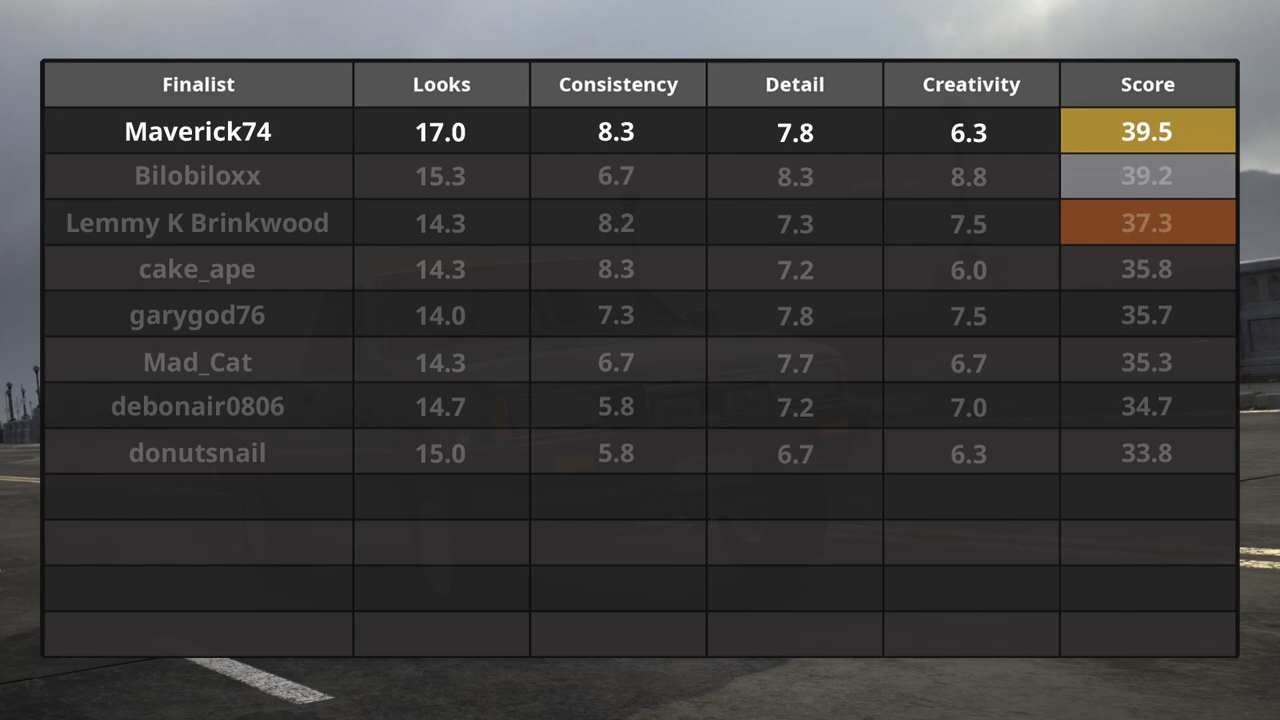 Finalist Looks Consistency Detail Creativity Score
Maverick74 17.0 8.3 7.8 6.3 39.5
Bilobiloxx 15.3 6.7 8.3 8.8 39.2
Lemmy K Brinkwood 14.3 8.2 7.3 7.5 37.3
cake_ape 14.3 8.3 7.2 6.0 35.8
garygod76 14.0 7.3 7.8 7.5 35.7
Mad_Cat 14.3 6.7 7.7 6.7 35.3
debonair0806 14.7 5.8 7.2 7.0 34.7
donutsnail 15.0 5.8 6.7 6.3 33.8